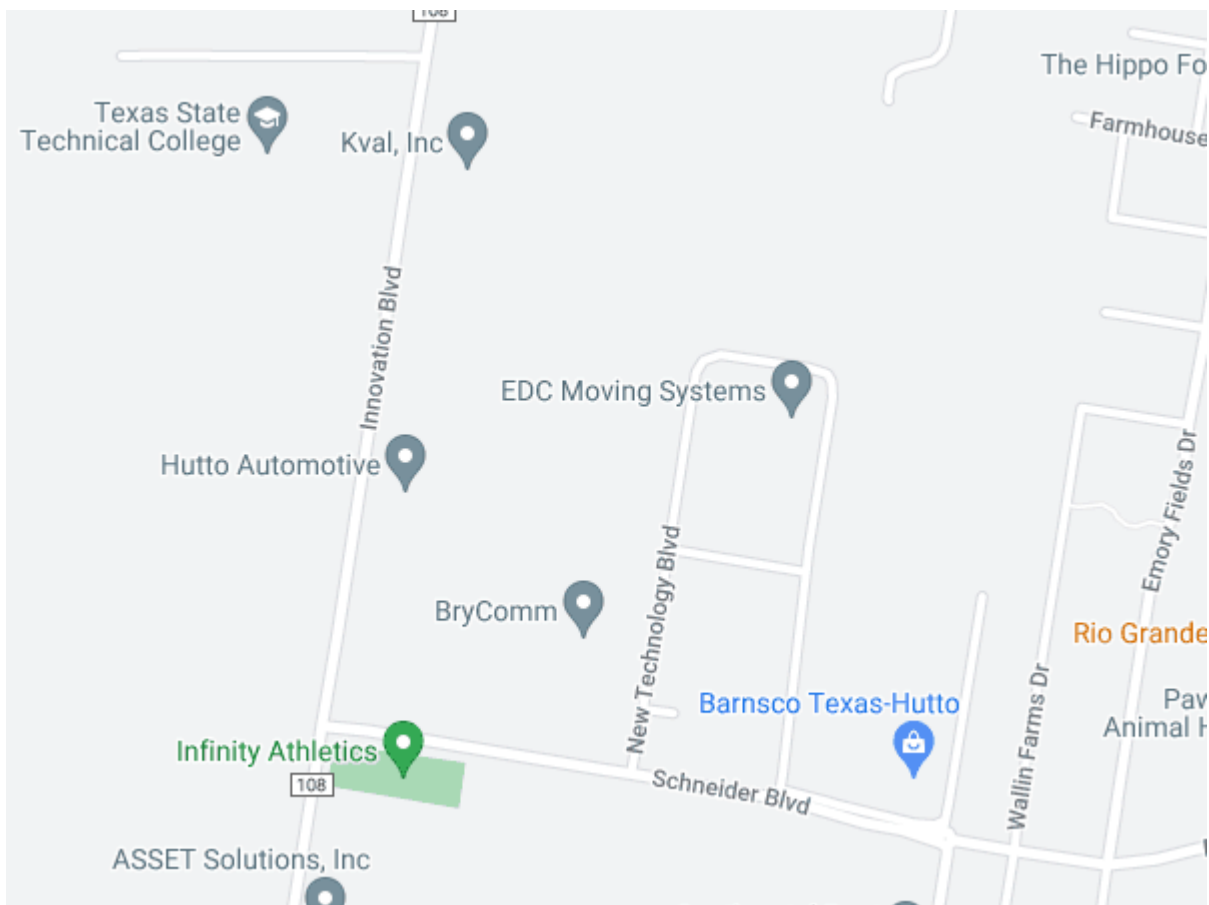 108
The Hippo Fo
Texas State
Technical College
Kval, Inc
Farmhouse
Innovation Blvd
EDC Moving Systems
Hutto Automotive
Emory Fields Dr
New Technology Blvd
BryComm
Rio Grande
Wallin Farms Dr
Barnsco Texas-Hutto
Paw
Animal H
Infinity Athletics
108
Schneider Blvd
ASSET Solutions, Inc